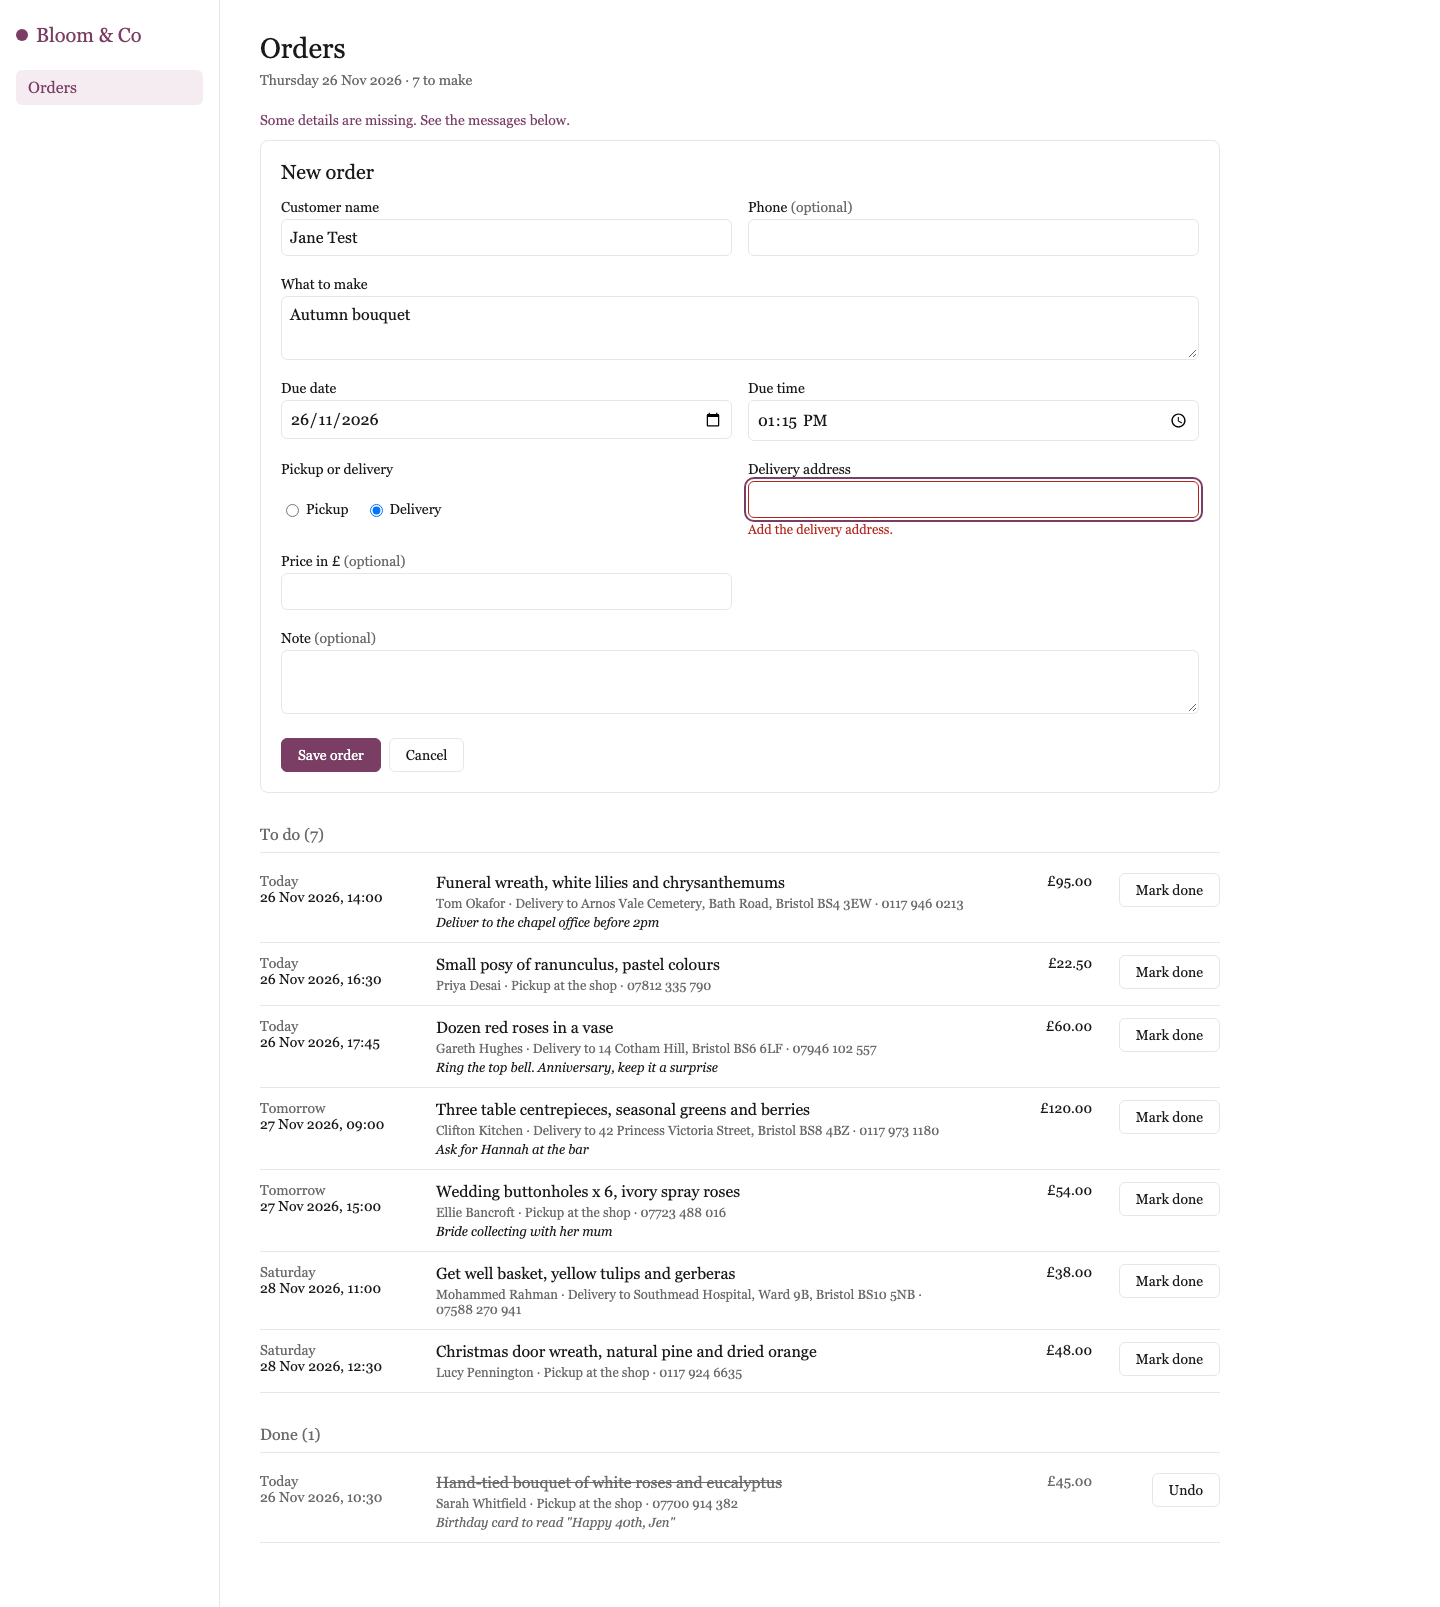 Bloom & Co
Orders
Orders
Thursday 26 Nov 2026 · 7 to make
Some details are missing. See the messages below.
New order
Customer name
Phone (optional)
Jane Test
What to make
Autumn bouquet
Due date
Due time
26/11/2026
01:15 PM
Pickup or delivery
Delivery address
Pickup
Delivery
Add the delivery address.
Price in £ (optional)
Note (optional)
Save order
Cancel
To do (7)
Today
26 Nov 2026, 14:00
Funeral wreath, white lilies and chrysanthemums
Tom Okafor · Delivery to Arnos Vale Cemetery, Bath Road, Bristol BS4 3EW · 0117 946 0213
Deliver to the chapel office before 2pm
£95.00
Mark done
Today
26 Nov 2026, 16:30
Small posy of ranunculus, pastel colours
Priya Desai · Pickup at the shop · 07812 335 790
£22.50
Mark done
Today
26 Nov 2026, 17:45
Dozen red roses in a vase
Gareth Hughes · Delivery to 14 Cotham Hill, Bristol BS6 6LF · 07946 102 557
Ring the top bell. Anniversary, keep it a surprise
£60.00
Mark done
Tomorrow
27 Nov 2026, 09:00
Three table centrepieces, seasonal greens and berries
Clifton Kitchen · Delivery to 42 Princess Victoria Street, Bristol BS8 4BZ · 0117 973 1180
Ask for Hannah at the bar
£120.00
Mark done
Tomorrow
27 Nov 2026, 15:00
Wedding buttonholes x 6, ivory spray roses
Ellie Bancroft · Pickup at the shop · 07723 488 016
Bride collecting with her mum
£54.00
Mark done
Saturday
28 Nov 2026, 11:00
Get well basket, yellow tulips and gerberas
Mohammed Rahman · Delivery to Southmead Hospital, Ward 9B, Bristol BS10 5NB ·
07588 270 941
£38.00
Mark done
Saturday
28 Nov 2026, 12:30
Christmas door wreath, natural pine and dried orange
Lucy Pennington · Pickup at the shop · 0117 924 6635
£48.00
Mark done
Done (1)
Today
26 Nov 2026, 10:30
Hand-tied bouquet of white roses and eucalyptus
Sarah Whitfield · Pickup at the shop · 07700 914 382
Birthday card to read "Happy 40th, Jen"
£45.00
Undo